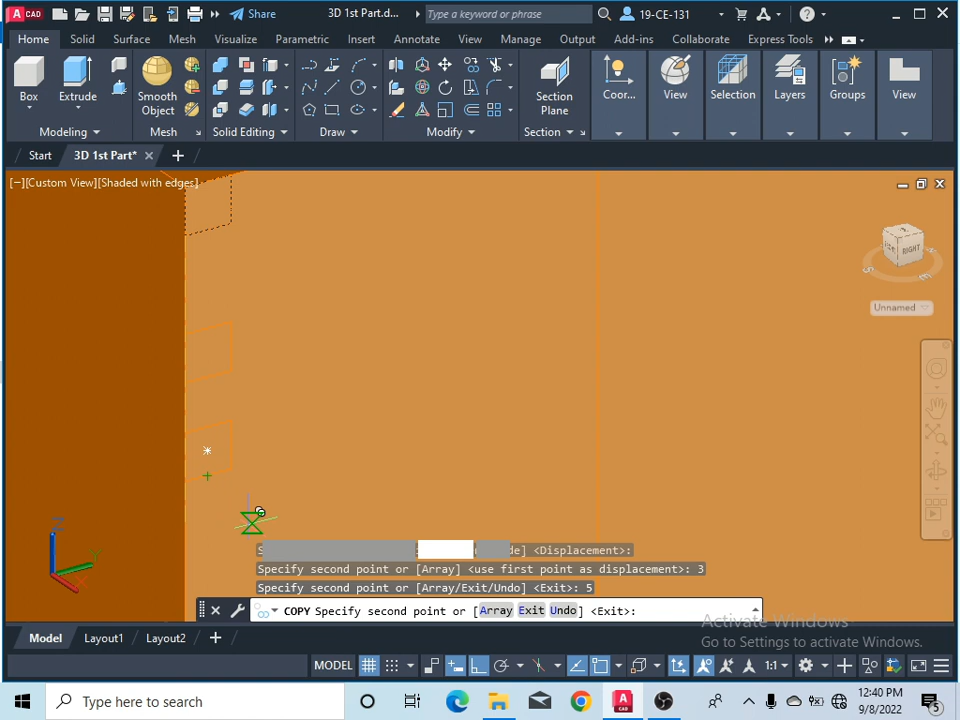 CAD
Share
3D 1st Part.d...
Type a keyword or phrase
19-CE-131
Home Solid Surface Mesh Visualize Parametric Insert Annotate View Manage Output Add-ins Collaborate Express Tools
Box Extrude Smooth Object Section Plane Coor... View Selection Layers Groups View
Modeling Mesh Solid Editing Draw Modify Section
Start 3D 1st Part* +
[−][Custom View][Shaded with edges]
RIGHT
Unnamed
de] <Displacement>:
Specify second point or [Array] <use first point as displacement>: 3
Specify second point or [Array/Exit/Undo] <Exit>: 5
COPY Specify second point or [Array Exit Undo] <Exit>:
Activate Windows
Go to Settings to activate Windows.
Model Layout1 Layout2 +
MODEL 1:1
Type here to search
12:40 PM
9/8/2022
5